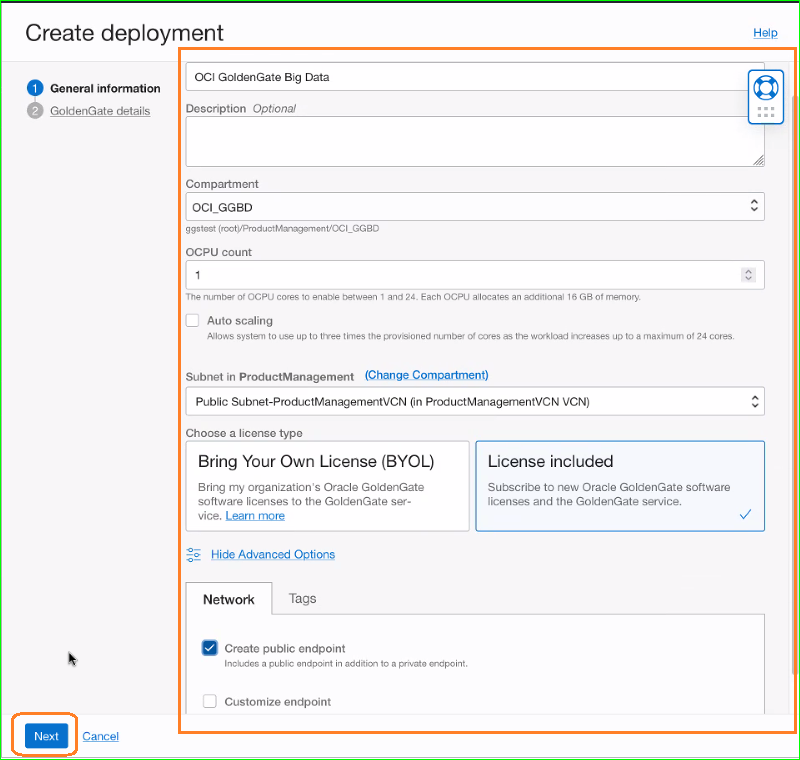 Create deployment
Help
1 General information
2 GoldenGate details
OCI GoldenGate Big Data
Description Optional
Compartment
OCI_GGBD
ggstest (root)/ProductManagement/OCI_GGBD
OCPU count
1
The number of OCPU cores to enable between 1 and 24. Each OCPU allocates an additional 16 GB of memory.
Auto scaling
Allows system to use up to three times the provisioned number of cores as the workload increases up to a maximum of 24 cores.
Subnet in ProductManagement (Change Compartment)
Public Subnet-ProductManagementVCN (in ProductManagementVCN VCN)
Choose a license type
Bring Your Own License (BYOL)
Bring my organization's Oracle GoldenGate
software licenses to the GoldenGate ser-
vice. Learn more
License included
Subscribe to new Oracle GoldenGate software
licenses and the GoldenGate service.
Hide Advanced Options
Network Tags
Create public endpoint
Includes a public endpoint in addition to a private endpoint.
Customize endpoint
Next Cancel